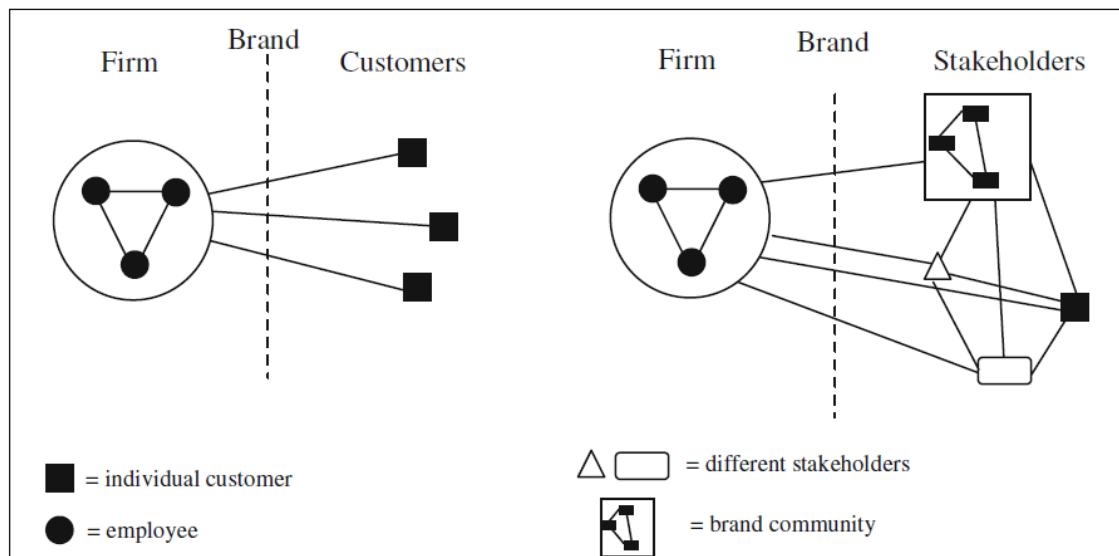 Firm
Brand
Customers
Firm
Brand
Stakeholders
= individual customer
= employee
= different stakeholders
= brand community